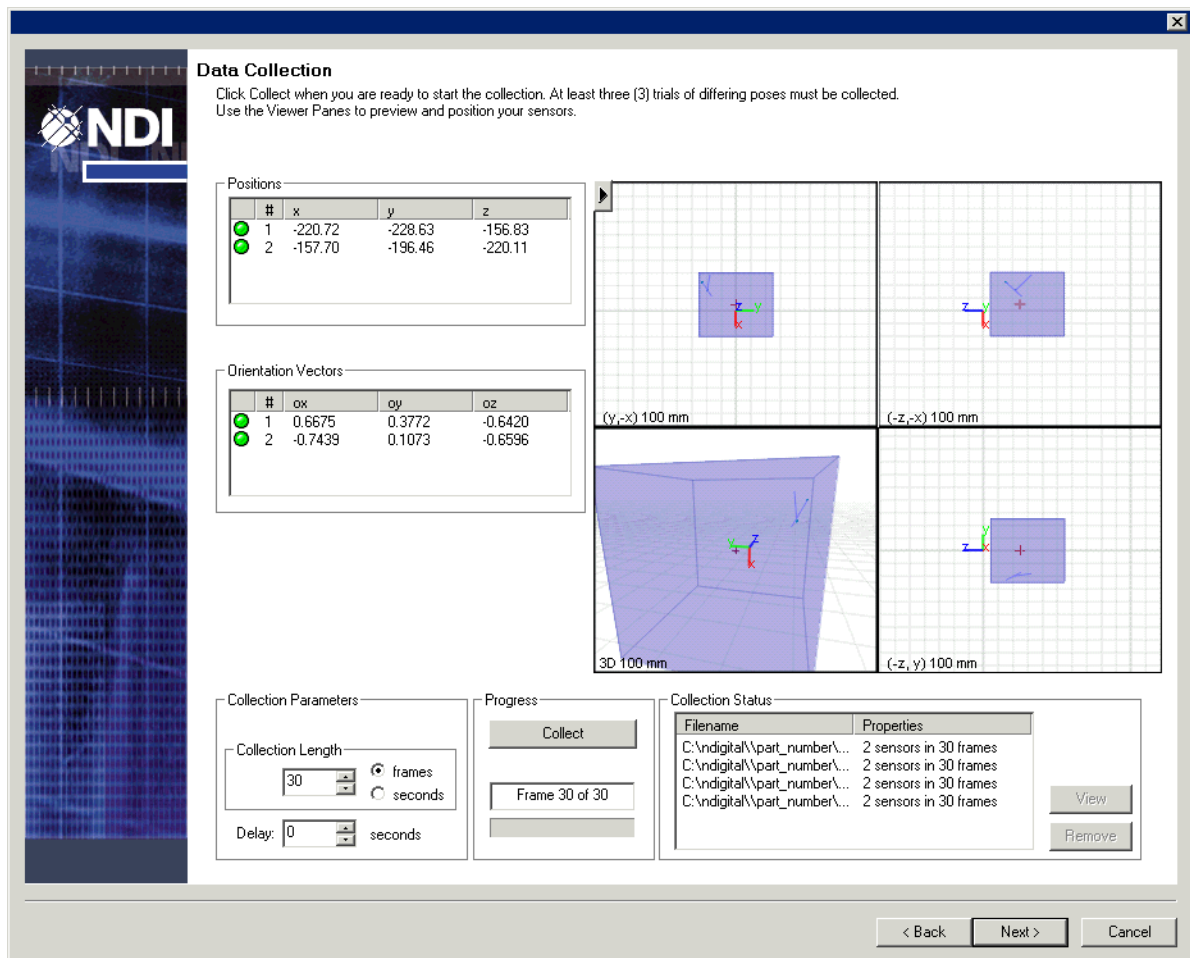 Data Collection
Click Collect when you are ready to start the collection. At least three (3) trials of differing poses must be collected.
Use the Viewer Panes to preview and position your sensors.
NDI
Positions
# x y z
1 -220.72 -228.63 -156.83
2 -157.70 -196.46 -220.11
Orientation Vectors
# ox oy oz
1 0.6675 0.3772 -0.6420
2 -0.7439 0.1073 -0.6596
z y
x
(y,-x) 100 mm
z y
x
(-z,-x) 100 mm
y z
x
3D 100 mm
y
z x
(-z, y) 100 mm
Collection Parameters
Collection Length
30
frames
seconds
Delay: 0 seconds
Progress
Collect
Frame 30 of 30
Collection Status
Filename Properties
C:\ndigital\\part_number\... 2 sensors in 30 frames
C:\ndigital\\part_number\... 2 sensors in 30 frames
C:\ndigital\\part_number\... 2 sensors in 30 frames
C:\ndigital\\part_number\... 2 sensors in 30 frames
View
Remove
< Back Next > Cancel